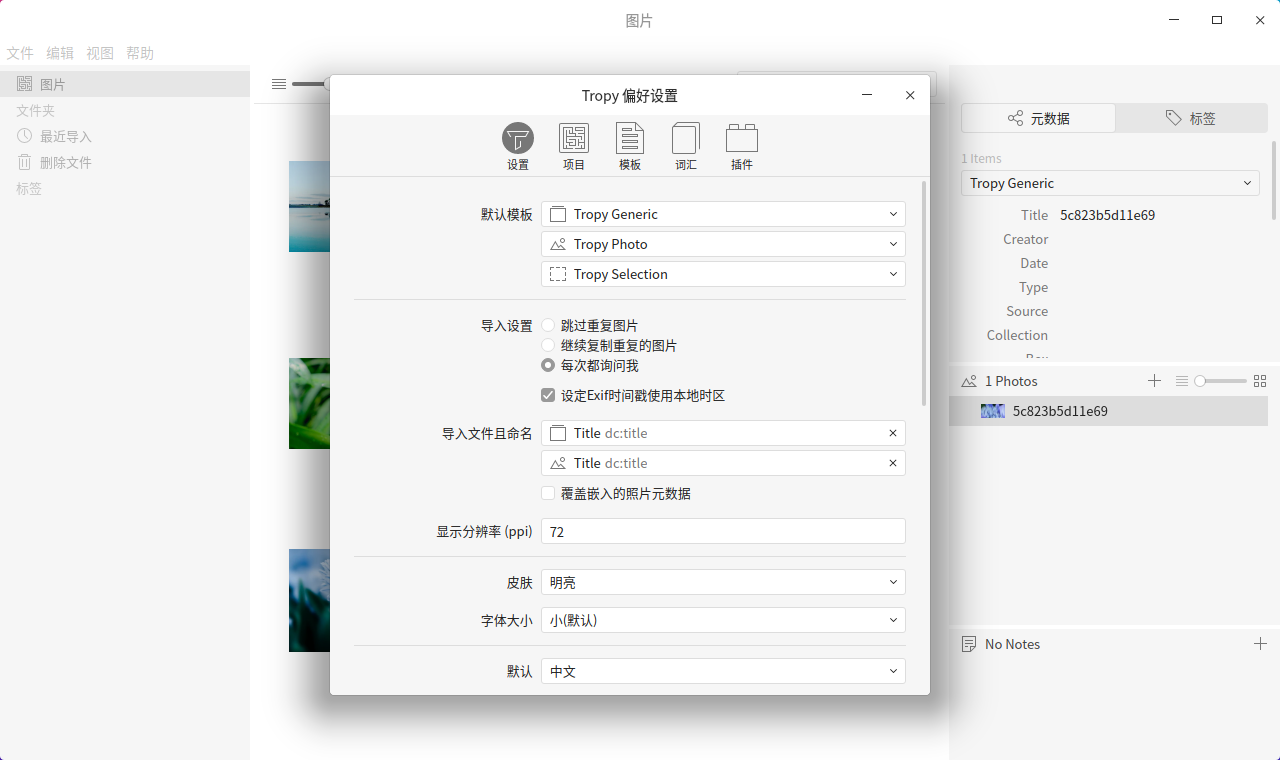 图片
文件 编辑 视图 帮助
图片
文件夹
最近导入
删除文件
标签
Tropy 偏好设置
设置 项目 模板 词汇 插件
默认模板 Tropy Generic
Tropy Photo
Tropy Selection
导入设置 跳过重复图片
继续复制重复的图片
每次都询问我
设定Exif时间戳使用本地时区
导入文件且命名 Title dc:title
Title dc:title
覆盖嵌入的照片元数据
显示分辨率 (ppi) 72
皮肤 明亮
字体大小 小(默认)
默认 中文
元数据 标签
1 Items
Tropy Generic
Title 5c823b5d11e69
Creator
Date
Type
Source
Collection
1 Photos
5c823b5d11e69
No Notes